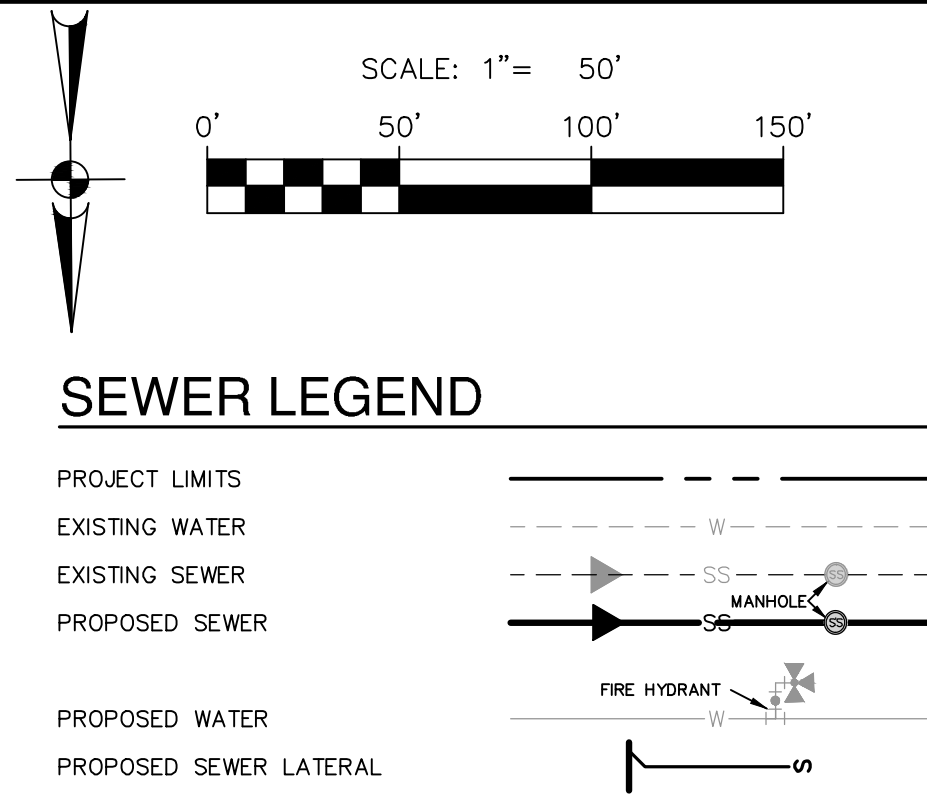 SCALE: 1”= 50’
0’ 50’ 100’ 150’
SEWER LEGEND
PROJECT LIMITS
EXISTING WATER W
EXISTING SEWER SS SS
MANHOLE
PROPOSED SEWER SS SS
FIRE HYDRANT
PROPOSED WATER W
PROPOSED SEWER LATERAL S